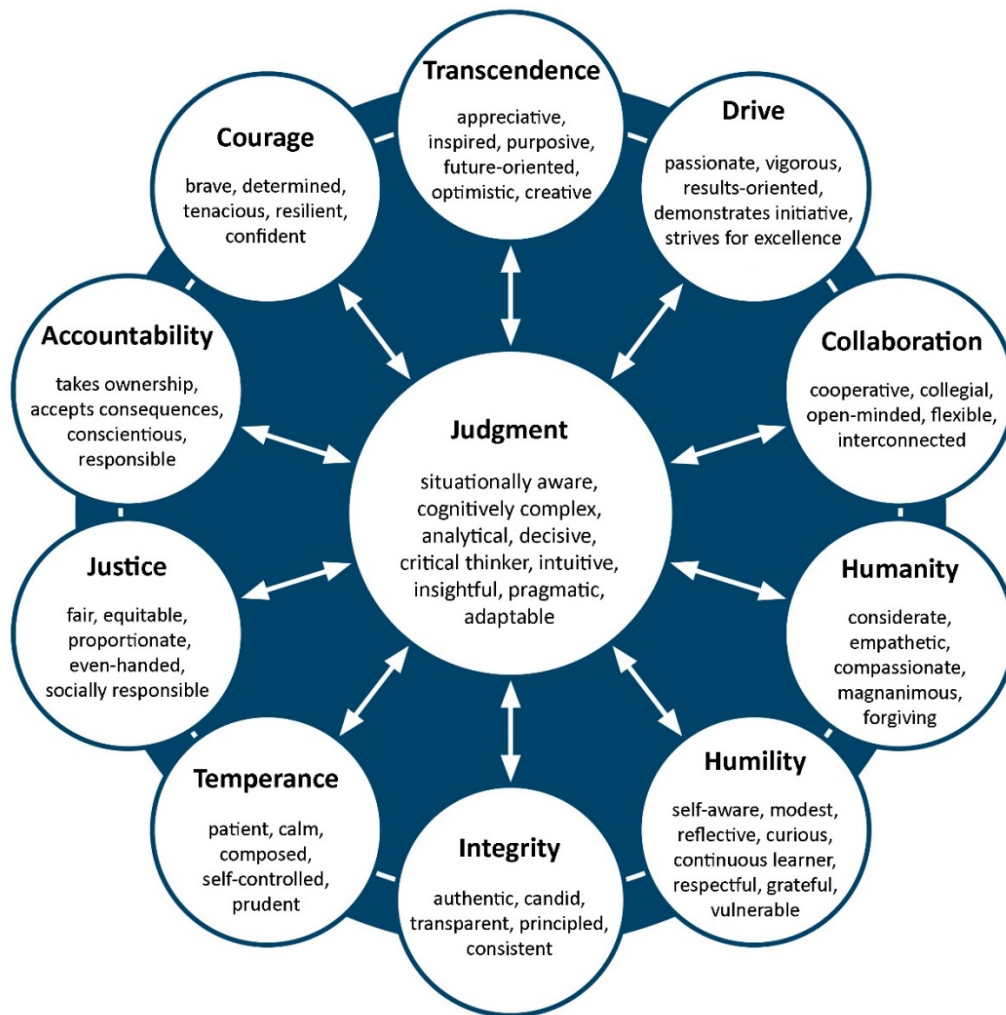 Transcendence
appreciative,
inspired, purposive,
future-oriented,
optimistic, creative
Drive
passionate, vigorous,
results-oriented,
demonstrates initiative,
strives for excellence
Collaboration
cooperative, collegial,
open-minded, flexible,
interconnected
Humanity
considerate,
empathetic,
compassionate,
magnanimous,
forgiving
Humility
self-aware, modest,
reflective, curious,
continuous learner,
respectful, grateful,
vulnerable
Integrity
authentic, candid,
transparent, principled,
consistent
Temperance
patient, calm,
composed,
self-controlled,
prudent
Justice
fair, equitable,
proportionate,
even-handed,
socially responsible
Accountability
takes ownership,
accepts consequences,
conscientious,
responsible
Courage
brave, determined,
tenacious, resilient,
confident
Judgment
situationally aware,
cognitively complex,
analytical, decisive,
critical thinker, intuitive,
insightful, pragmatic,
adaptable